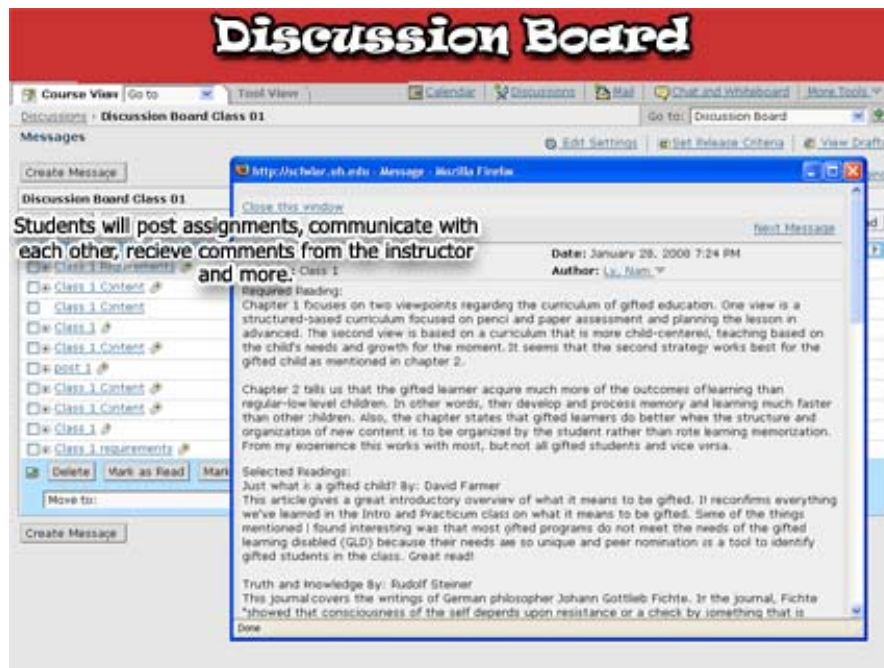 Discussion Board
Course View Go to Tool View Calendar Discussions Mail Chat and Whiteboard More Tools
Discussions › Discussion Board Class 01 Go to: Discussion Board
Messages
Edit Settings Set Release Criteria View Drafts
Create Message
http://scholar.uh.edu - Message - Mozilla Firefox
Discussion Board Class 01
Close this window
Next Message
Students will post assignments, communicate with
each other, recieve comments from the instructor
and more.
Date: January 28, 2008 7:24 PM
Class 1 Requirements
Class 1
Author: Ly, Nam
Class 1 Content
Class 1 Content
Class 1
Class 1 Content
post 1
Class 1 Content
Class 1 Content
Class 1
Class 1 requirements
Delete Mark as Read Mark
Move to:
Create Message
Required Reading:
Chapter 1 focuses on two viewpoints regarding the curriculum of gifted education. One view is a
structured-based curriculum focused on pencil and paper assessment and planning the lesson in
advanced. The second view is based on a curriculum that is more child-centered, teaching based on
the child's needs and growth for the moment. It seems that the second strategy works best for the
gifted child as mentioned in chapter 2.
Chapter 2 tells us that the gifted learner acqure much more of the outcomes of learning than
regular-low level children. In other words, they develop and process memory and learning much faster
than other children. Also, the chapter states that gifted learners do better when the structure and
organization of new content is to be organized by the student rather than rote learning memorization.
From my experience this works with most, but not all gifted students and vice versa.
Selected Readings:
Just what is a gifted child? By: David Farmer
This article gives a great introductory overview of what it means to be gifted. It reconfirms everything
we've learned in the Intro and Practicum class on what it means to be gifted. Some of the things
mentioned I found interesting was that most gifted programs do not meet the needs of the gifted
learning disabled (GLD) because their needs are so unique and peer nomination is a tool to identify
gifted students in the class. Great read!
Truth and Knowledge By: Rudolf Steiner
This journal covers the writings of German philosopher Johann Gottlieb Fichte. In the journal, Fichte
"showed that consciousness of the self depends upon resistance or a check by something that is
Done